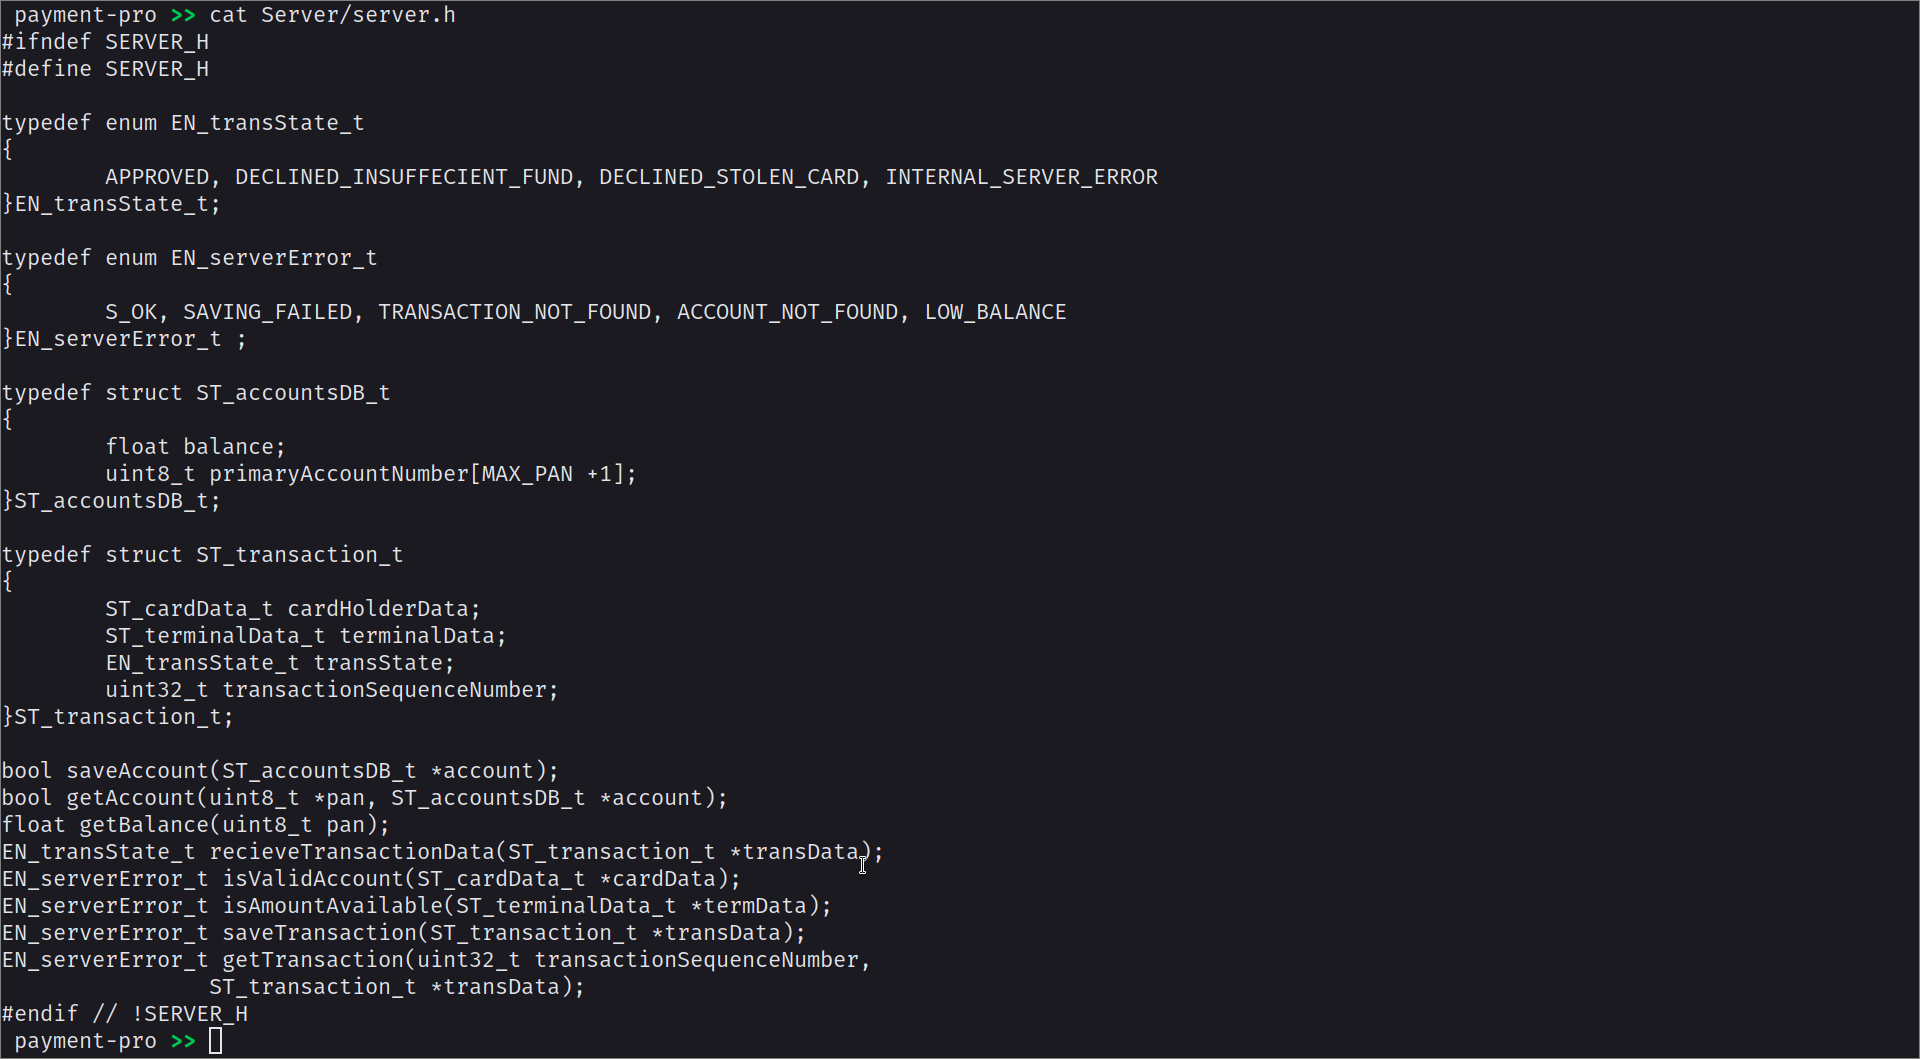 payment-pro >> cat Server/server.h
#ifndef SERVER_H
#define SERVER_H
typedef enum EN_transState_t
{
        APPROVED, DECLINED_INSUFFECIENT_FUND, DECLINED_STOLEN_CARD, INTERNAL_SERVER_ERROR
}EN_transState_t;
typedef enum EN_serverError_t
{
        S_OK, SAVING_FAILED, TRANSACTION_NOT_FOUND, ACCOUNT_NOT_FOUND, LOW_BALANCE
}EN_serverError_t ;
typedef struct ST_accountsDB_t
{
        float balance;
        uint8_t primaryAccountNumber[MAX_PAN +1];
}ST_accountsDB_t;
typedef struct ST_transaction_t
{
        ST_cardData_t cardHolderData;
        ST_terminalData_t terminalData;
        EN_transState_t transState;
        uint32_t transactionSequenceNumber;
}ST_transaction_t;
bool saveAccount(ST_accountsDB_t *account);
bool getAccount(uint8_t *pan, ST_accountsDB_t *account);
float getBalance(uint8_t pan);
EN_transState_t recieveTransactionData(ST_transaction_t *transData);
EN_serverError_t isValidAccount(ST_cardData_t *cardData);
EN_serverError_t isAmountAvailable(ST_terminalData_t *termData);
EN_serverError_t saveTransaction(ST_transaction_t *transData);
EN_serverError_t getTransaction(uint32_t transactionSequenceNumber,
                ST_transaction_t *transData);
#endif // !SERVER_H
payment-pro >>